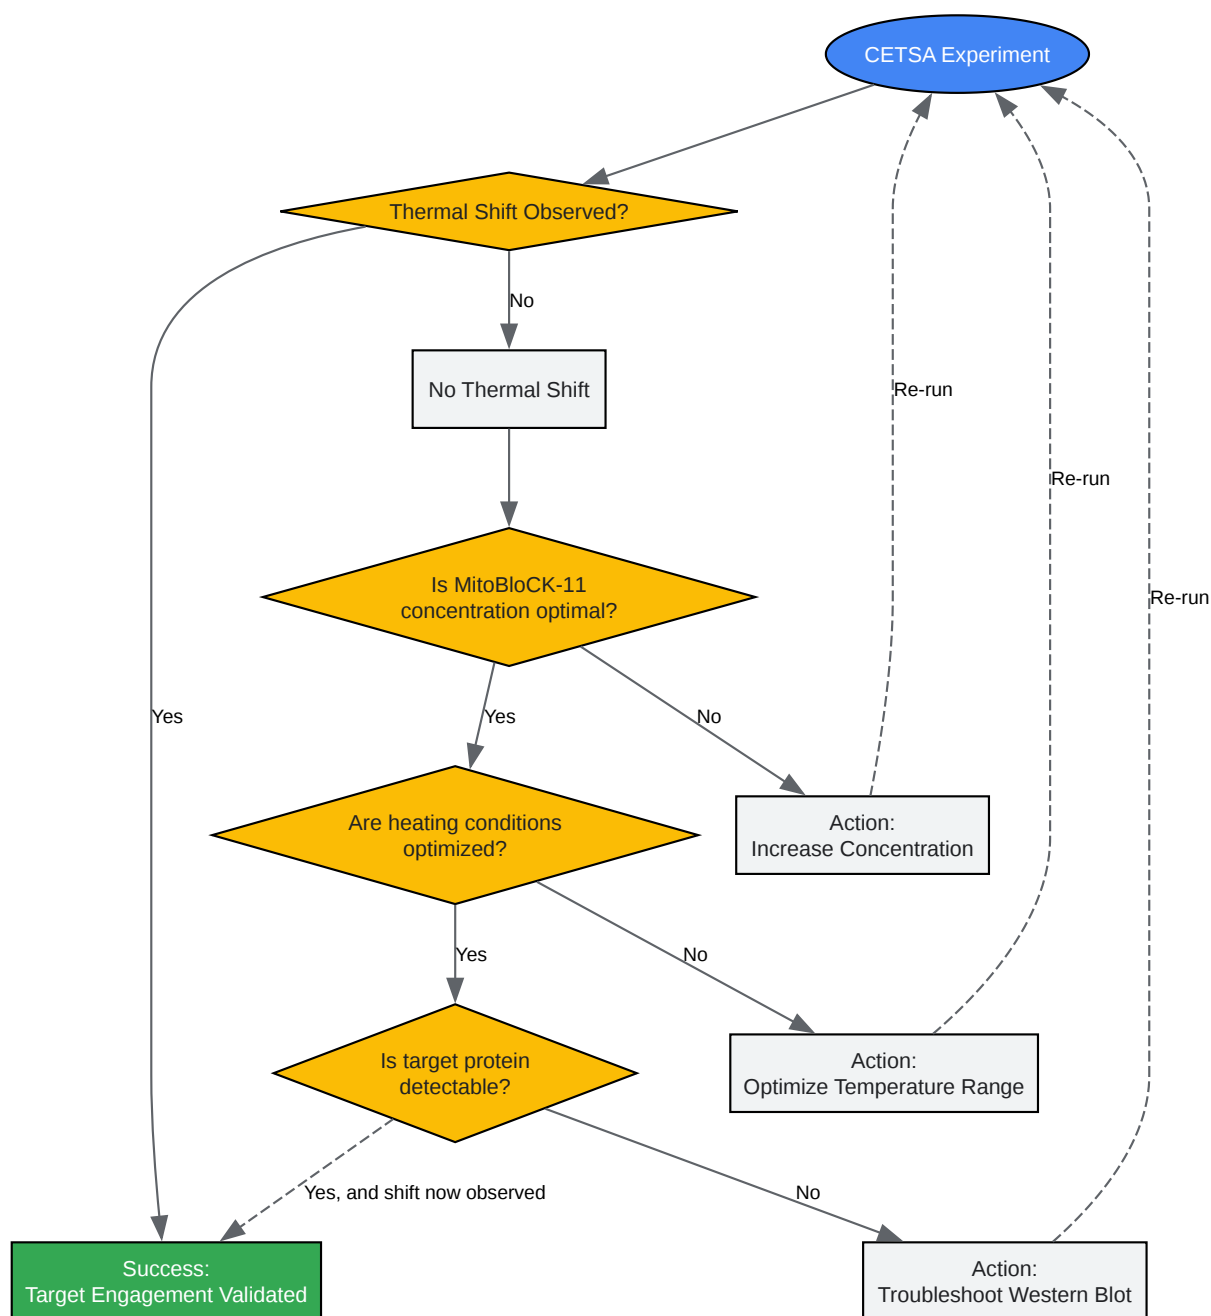 CETSA Experiment
Thermal Shift Observed?
No
No Thermal Shift
Re-run
Re-run
Is MitoBloCK-11
concentration optimal?
Re-run
Yes
Yes
No
Are heating conditions
optimized?
Action:
Increase Concentration
Yes
No
Is target protein
detectable?
Action:
Optimize Temperature Range
Yes, and shift now observed
No
Success:
Target Engagement Validated
Action:
Troubleshoot Western Blot